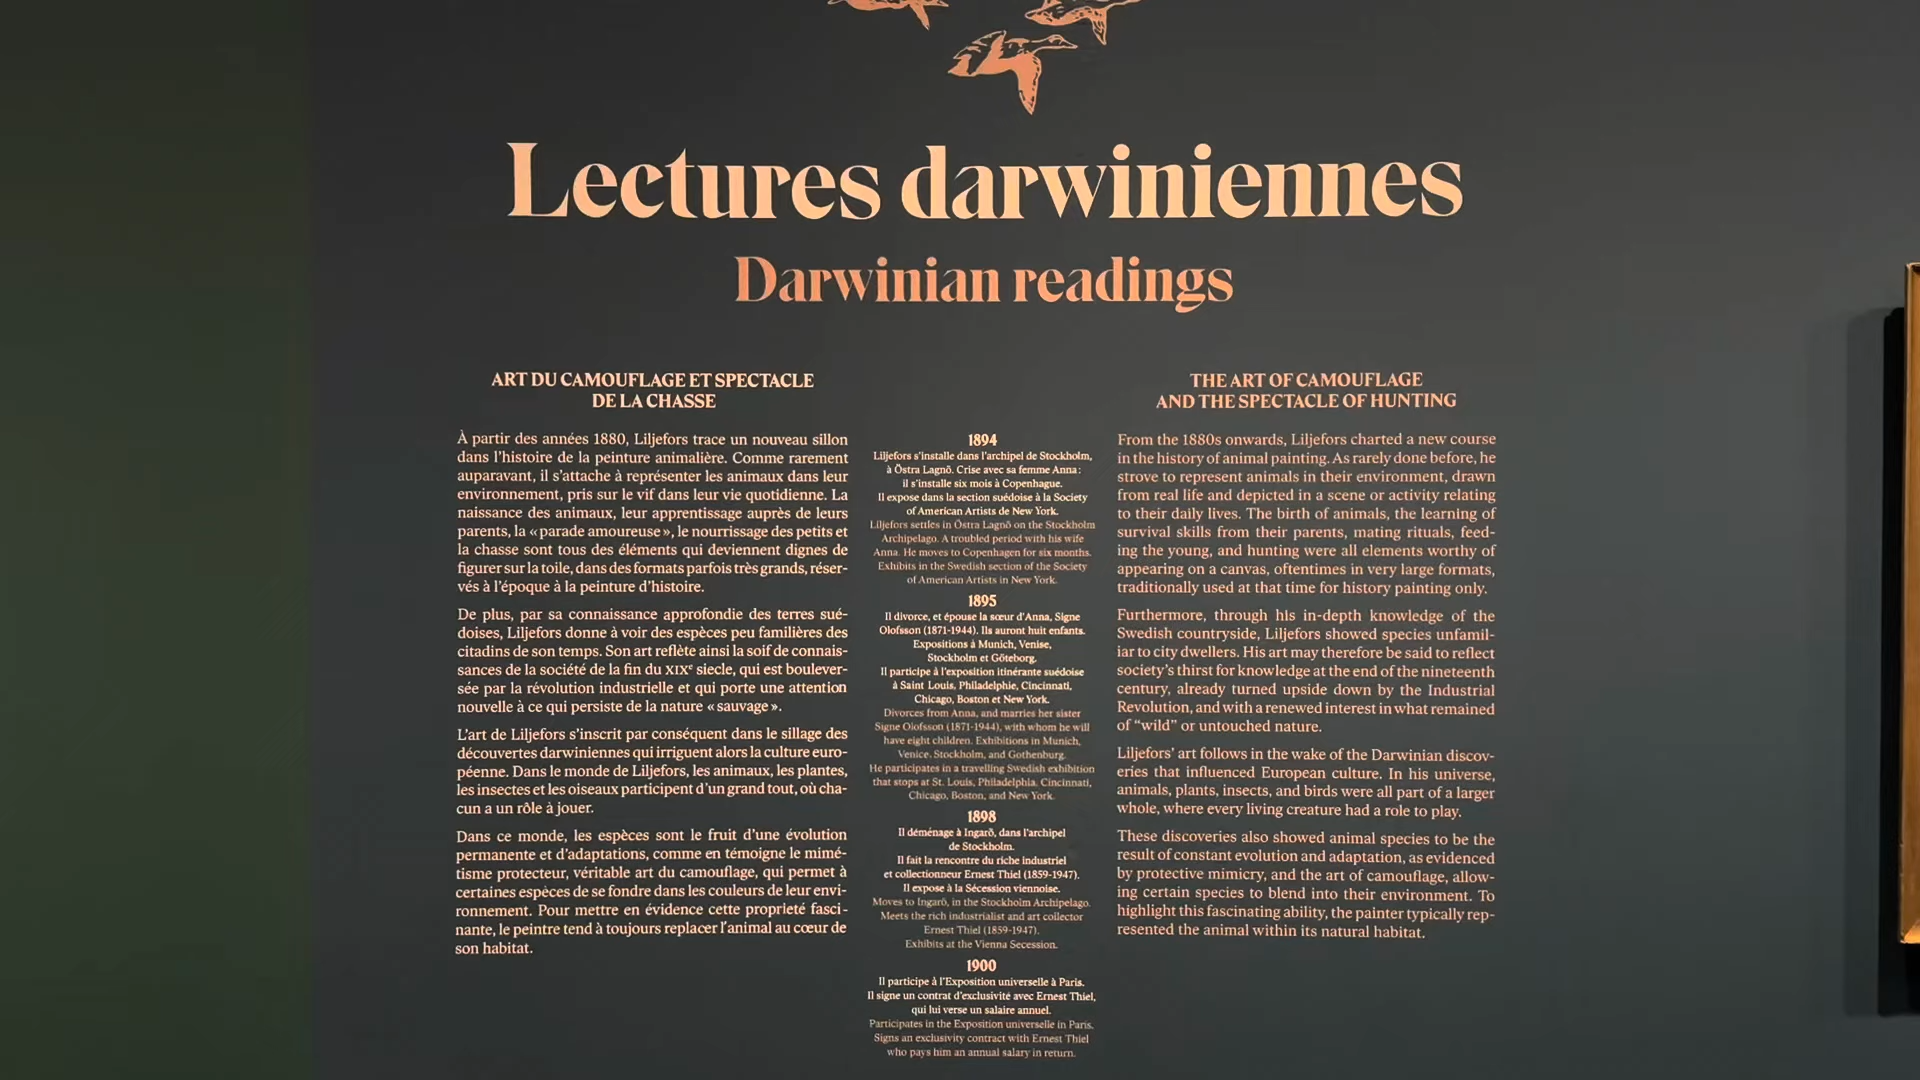 Lectures darwiniennes
Darwinian readings
ART DU CAMOUFLAGE ET SPECTACLE
DE LA CHASSE
À partir des années 1880, Liljefors trace un nouveau sillon
dans l'histoire de la peinture animalière. Comme rarement
auparavant, il s'attache à représenter les animaux dans leur
environnement, pris sur le vif dans leur vie quotidienne. La
naissance des animaux, leur apprentissage auprès de leurs
parents, la « parade amoureuse », le nourrissage des petits et
la chasse sont tous des éléments qui deviennent dignes de
figurer sur la toile, dans des formats parfois très grands, réser-
vés à l'époque à la peinture d'histoire.
De plus, par sa connaissance approfondie des terres sué-
doises, Liljefors donne à voir des espèces peu familières des
citadins de son temps. Son art reflète ainsi la soif de connais-
sances de la société de la fin du XIXe siecle, qui est boulever-
sée par la révolution industrielle et qui porte une attention
nouvelle à ce qui persiste de la nature « sauvage ».
L'art de Liljefors s'inscrit par conséquent dans le sillage des
découvertes darwiniennes qui irriguent alors la culture euro-
péenne. Dans le monde de Liljefors, les animaux, les plantes,
les insectes et les oiseaux participent d'un grand tout, où cha-
cun a un rôle à jouer.
Dans ce monde, les espèces sont le fruit d'une évolution
permanente et d'adaptations, comme en témoigne le mimé-
tisme protecteur, véritable art du camouflage, qui permet à
certaines espèces de se fondre dans les couleurs de leur envi-
ronnement. Pour mettre en évidence cette proprieté fasci-
nante, le peintre tend à toujours replacer l'animal au cœur de
son habitat.
1894
Liljefors s'installe dans l'archipel de Stockholm,
à Östra Lagnö. Crise avec sa femme Anna :
il s'installe six mois à Copenhague.
Il expose dans la section suédoise à la Society
of American Artists de New York.
Liljefors settles in Östra Lagnö on the Stockholm
Archipelago. A troubled period with his wife
Anna. He moves to Copenhagen for six months.
Exhibits in the Swedish section of the Society
of American Artists in New York.
1895
Il divorce, et épouse la sœur d'Anna, Signe
Olofsson (1871-1944). Ils auront huit enfants.
Expositions à Munich, Venise,
Stockholm et Göteborg.
Il participe à l'exposition itinérante suédoise
à Saint Louis, Philadelphie, Cincinnati,
Chicago, Boston et New York.
Divorces from Anna, and marries her sister
Signe Olofsson (1871-1944), with whom he will
have eight children. Exhibitions in Munich,
Venice, Stockholm, and Gothenburg.
He participates in a travelling Swedish exhibition
that stops at St. Louis, Philadelphia, Cincinnati,
Chicago, Boston, and New York.
1898
Il déménage à Ingarö, dans l'archipel
de Stockholm.
Il fait la rencontre du riche industriel
et collectionneur Ernest Thiel (1859-1947).
Il expose à la Sécession viennoise.
Moves to Ingarö, in the Stockholm Archipelago.
Meets the rich industrialist and art collector
Ernest Thiel (1859-1947).
Exhibits at the Vienna Secession.
1900
Il participe à l'Exposition universelle à Paris.
Il signe un contrat d'exclusivité avec Ernest Thiel,
qui lui verse un salaire annuel.
Participates in the Exposition universelle in Paris.
Signs an exclusivity contract with Ernest Thiel
who pays him an annual salary in return.
THE ART OF CAMOUFLAGE
AND THE SPECTACLE OF HUNTING
From the 1880s onwards, Liljefors charted a new course
in the history of animal painting. As rarely done before, he
strove to represent animals in their environment, drawn
from real life and depicted in a scene or activity relating
to their daily lives. The birth of animals, the learning of
survival skills from their parents, mating rituals, feed-
ing the young, and hunting were all elements worthy of
appearing on a canvas, oftentimes in very large formats,
traditionally used at that time for history painting only.
Furthermore, through his in-depth knowledge of the
Swedish countryside, Liljefors showed species unfamil-
iar to city dwellers. His art may therefore be said to reflect
society's thirst for knowledge at the end of the nineteenth
century, already turned upside down by the Industrial
Revolution, and with a renewed interest in what remained
of “wild” or untouched nature.
Liljefors' art follows in the wake of the Darwinian discov-
eries that influenced European culture. In his universe,
animals, plants, insects, and birds were all part of a larger
whole, where every living creature had a role to play.
These discoveries also showed animal species to be the
result of constant evolution and adaptation, as evidenced
by protective mimicry, and the art of camouflage, allow-
ing certain species to blend into their environment. To
highlight this fascinating ability, the painter typically rep-
resented the animal within its natural habitat.